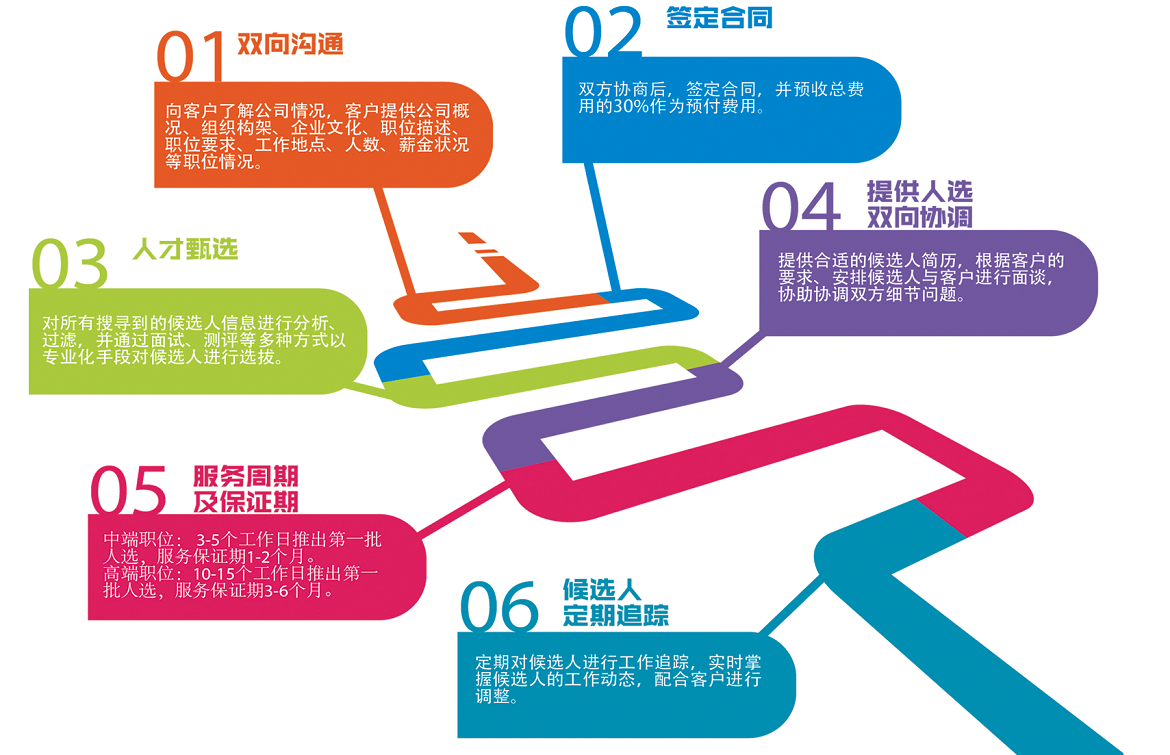 01
双向沟通
向客户了解公司情况，客户提供公司概
况、组织构架、企业文化、职位描述、
职位要求、工作地点、人数、薪金状况
等职位情况。
02
签定合同
双方协商后，签定合同，并预收总费
用的30%作为预付费用。
03
人才甄选
对所有搜寻到的候选人信息进行分析、
过滤，并通过面试、测评等多种方式以
专业化手段对候选人进行选拔。
04
提供人选
双向协调
提供合适的候选人简历，根据客户的
要求、安排候选人与客户进行面谈，
协助协调双方细节问题。
05
服务周期
及保证期
中端职位： 3-5个工作日推出第一批
人选，服务保证期1-2个月。
高端职位：10-15个工作日推出第一
批人选，服务保证期3-6个月。
06
候选人
定期追踪
定期对候选人进行工作追踪，实时掌
握候选人的工作动态，配合客户进行
调整。